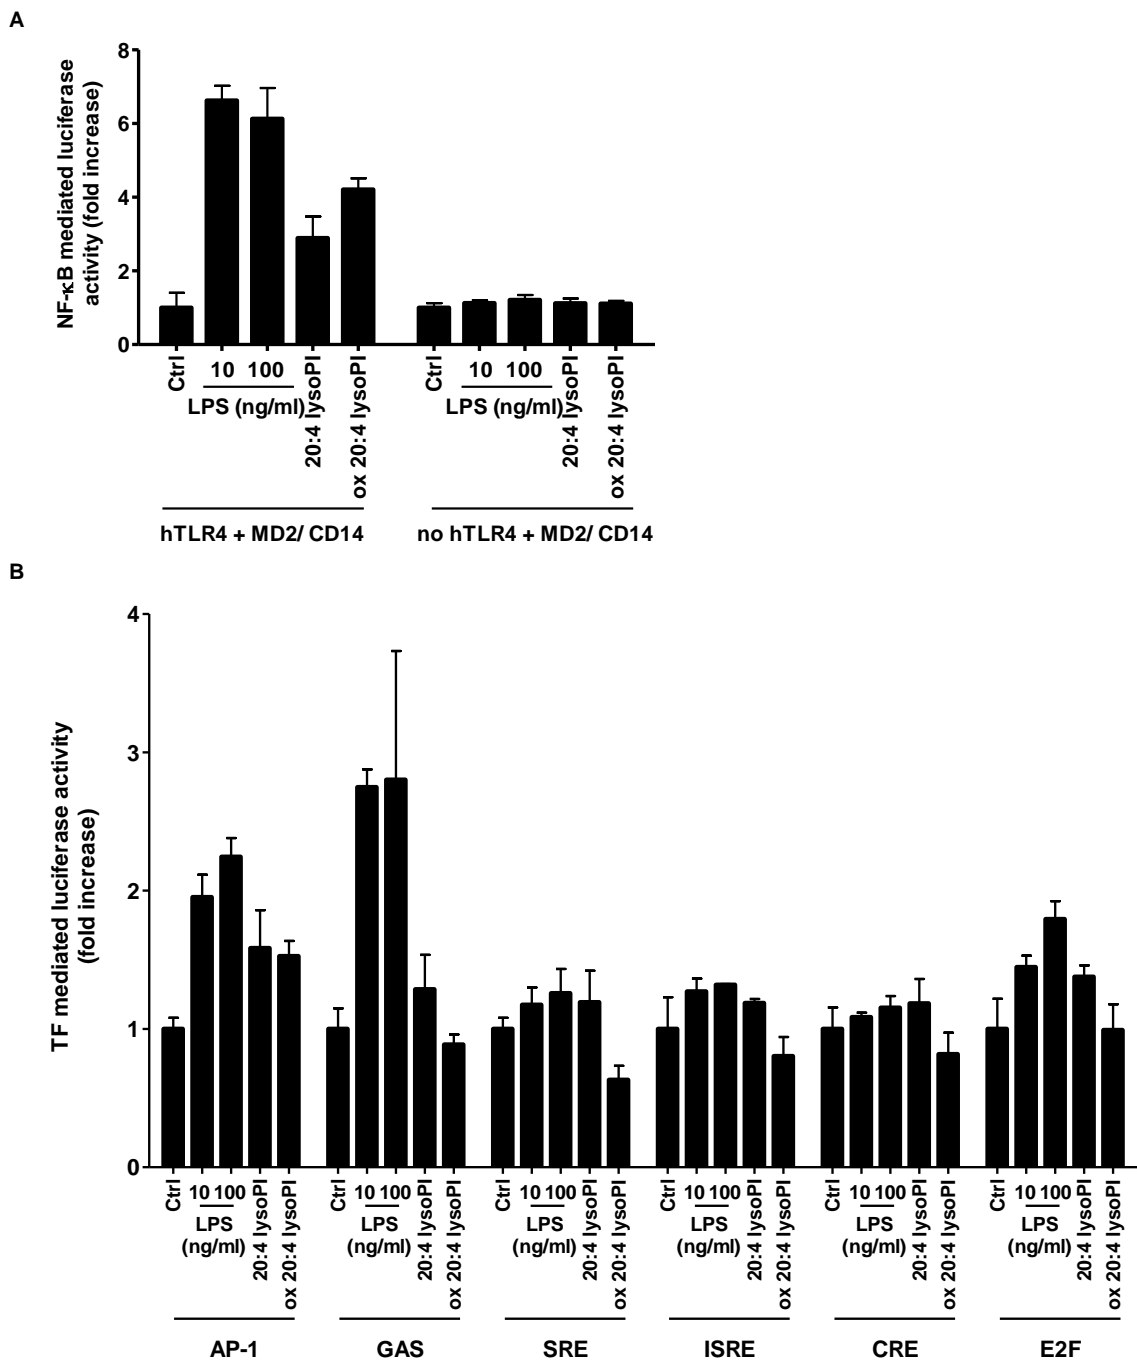 A
NF-κB mediated luciferase
activity (fold increase)
8
6
4
2
0
Ctrl
10
100
LPS (ng/ml)
20:4 lysoPI
ox 20:4 lysoPI
Ctrl
10
100
LPS (ng/ml)
20:4 lysoPI
ox 20:4 lysoPI
hTLR4 + MD2/ CD14
no hTLR4 + MD2/ CD14
B
TF mediated luciferase activity
(fold increase)
4
3
2
1
0
Ctrl
10 100
LPS
(ng/ml)
20:4 lysoPI
ox 20:4 lysoPI
Ctrl
10 100
LPS
(ng/ml)
20:4 lysoPI
ox 20:4 lysoPI
Ctrl
10 100
LPS
(ng/ml)
20:4 lysoPI
ox 20:4 lysoPI
Ctrl
10 100
LPS
(ng/ml)
20:4 lysoPI
ox 20:4 lysoPI
Ctrl
10 100
LPS
(ng/ml)
20:4 lysoPI
ox 20:4 lysoPI
Ctrl
10 100
LPS
(ng/ml)
20:4 lysoPI
ox 20:4 lysoPI
AP-1
GAS
SRE
ISRE
CRE
E2F